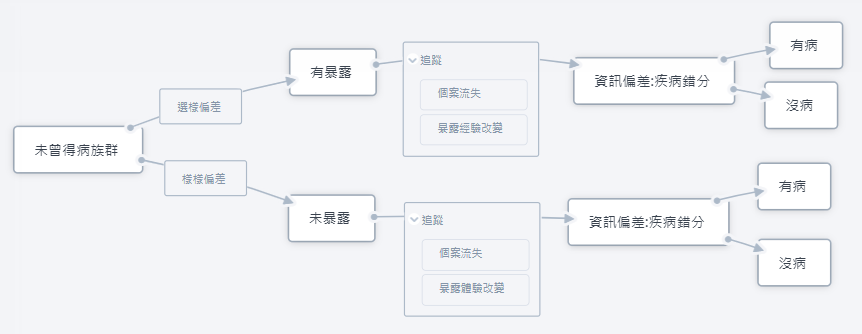 有病
追蹤
有暴露
資訊偏差:疾病錯分
個案流失
選樣偏差
沒病
暴露經驗改變
未曾得病族群
樣樣偏差
有病
未暴露
追蹤
資訊偏差:疾病錯分
個案流失
沒病
暴露體驗改變